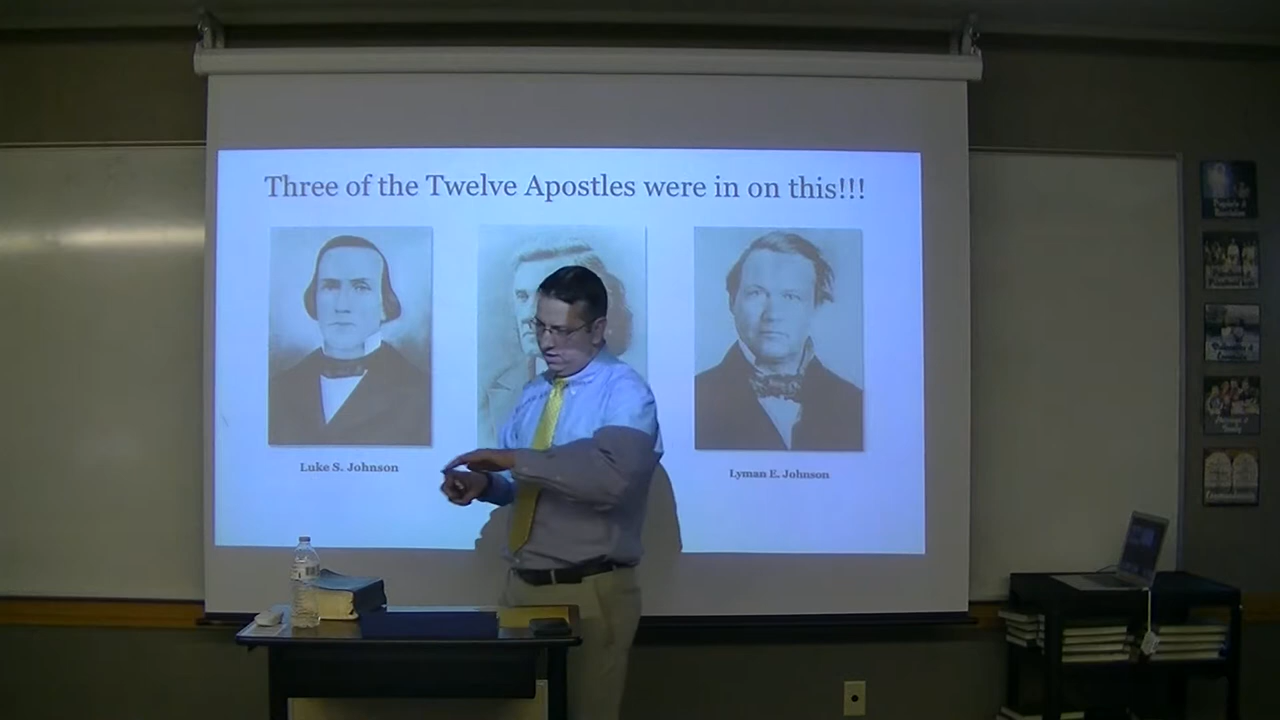 Three of the Twelve Apostles were in on this!!!
Luke S. Johnson
Lyman E. Johnson